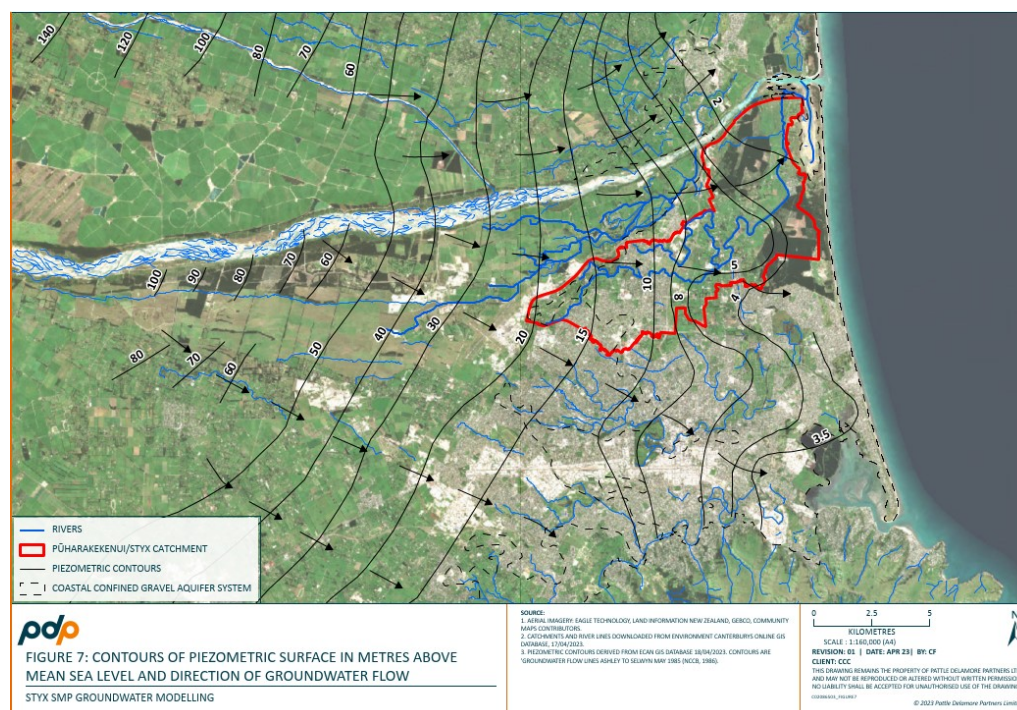 140
120
100
80
70
60
2
100
90
80
70
60
5
10
8
4
40
30
20
15
50
80
70
60
3.5
RIVERS
PŪHARAKEKENUI/STYX CATCHMENT
PIEZOMETRIC CONTOURS
COASTAL CONFINED GRAVEL AQUIFER SYSTEM
pdp
FIGURE 7: CONTOURS OF PIEZOMETRIC SURFACE IN METRES ABOVE
MEAN SEA LEVEL AND DIRECTION OF GROUNDWATER FLOW
STYX SMP GROUNDWATER MODELLING
SOURCE:
1. AERIAL IMAGERY: EAGLE TECHNOLOGY, LAND INFORMATION NEW ZEALAND, GEBCO, COMMUNITY
MAPS CONTRIBUTORS.
2. CATCHMENTS AND RIVER LINES DOWNLOADED FROM ENVIRONMENT CANTERBURYS ONLINE GIS
DATABASE, 17/04/2023.
3. PIEZOMETRIC CONTOURS DERIVED FROM ECAN GIS DATABASE 18/04/2023. CONTOURS ARE
'GROUNDWATER FLOW LINES ASHLEY TO SELWYN MAY 1985 (NCCB, 1986).
0 2.5 5
KILOMETRES
SCALE : 1:160,000 (A4)
REVISION: 01 | DATE: APR 23| BY: CF
CLIENT: CCC
THIS DRAWING REMAINS THE PROPERTY OF PATTLE DELAMORE PARTNERS LT
AND MAY NOT BE REPRODUCED OR ALTERED WITHOUT WRITTEN PERMISSIO
NO LIABILITY SHALL BE ACCEPTED FOR UNAUTHORISED USE OF THE DRAWIN
© 2023 Pattle Delamore Partners Limit
N